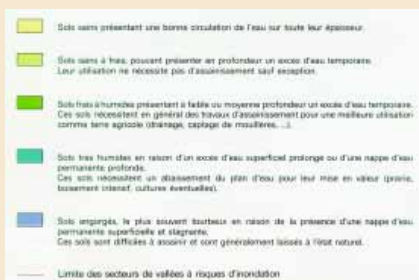 Sols sains présentant une bonne circulation de l'eau sur toute leur épaisseur.
Sols sains à frais, pouvant présenter en profondeur un excès d'eau temporaire.
Leur utilisation ne nécessite pas d'assainissement sauf exception.
Sols frais à humides présentant à faible ou moyenne profondeur un excès d'eau temporaire.
Ces sols nécessitent en général des travaux d'assainissement pour une meilleure utilisation
comme terre agricole (drainage, captage de mouillères, ...).
Sols très humides en raison d'un excès d'eau superficiel prolongé ou d'une nappe d'eau
permanente profonde.
Ces sols nécessitent un abaissement du plan d'eau pour leur mise en valeur (prairie,
boisement intensif, cultures éventuelles).
Sols engorgés, le plus souvent tourbeux en raison de la présence d'une nappe d'eau
permanente superficielle et stagnante.
Ces sols sont difficiles à assainir et sont généralement laissés à l'état naturel.
Limite des secteurs de vallées à risques d'inondation